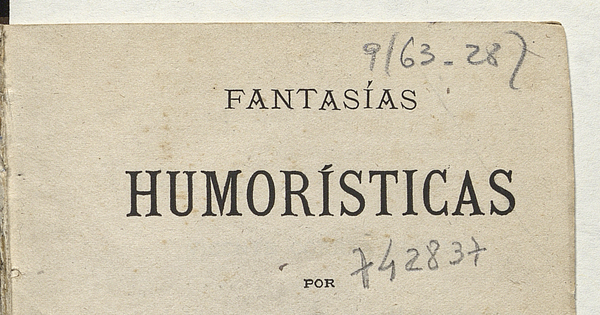 9/(63-28)
FANTASÍAS
HUMORÍSTICAS
742837
POR